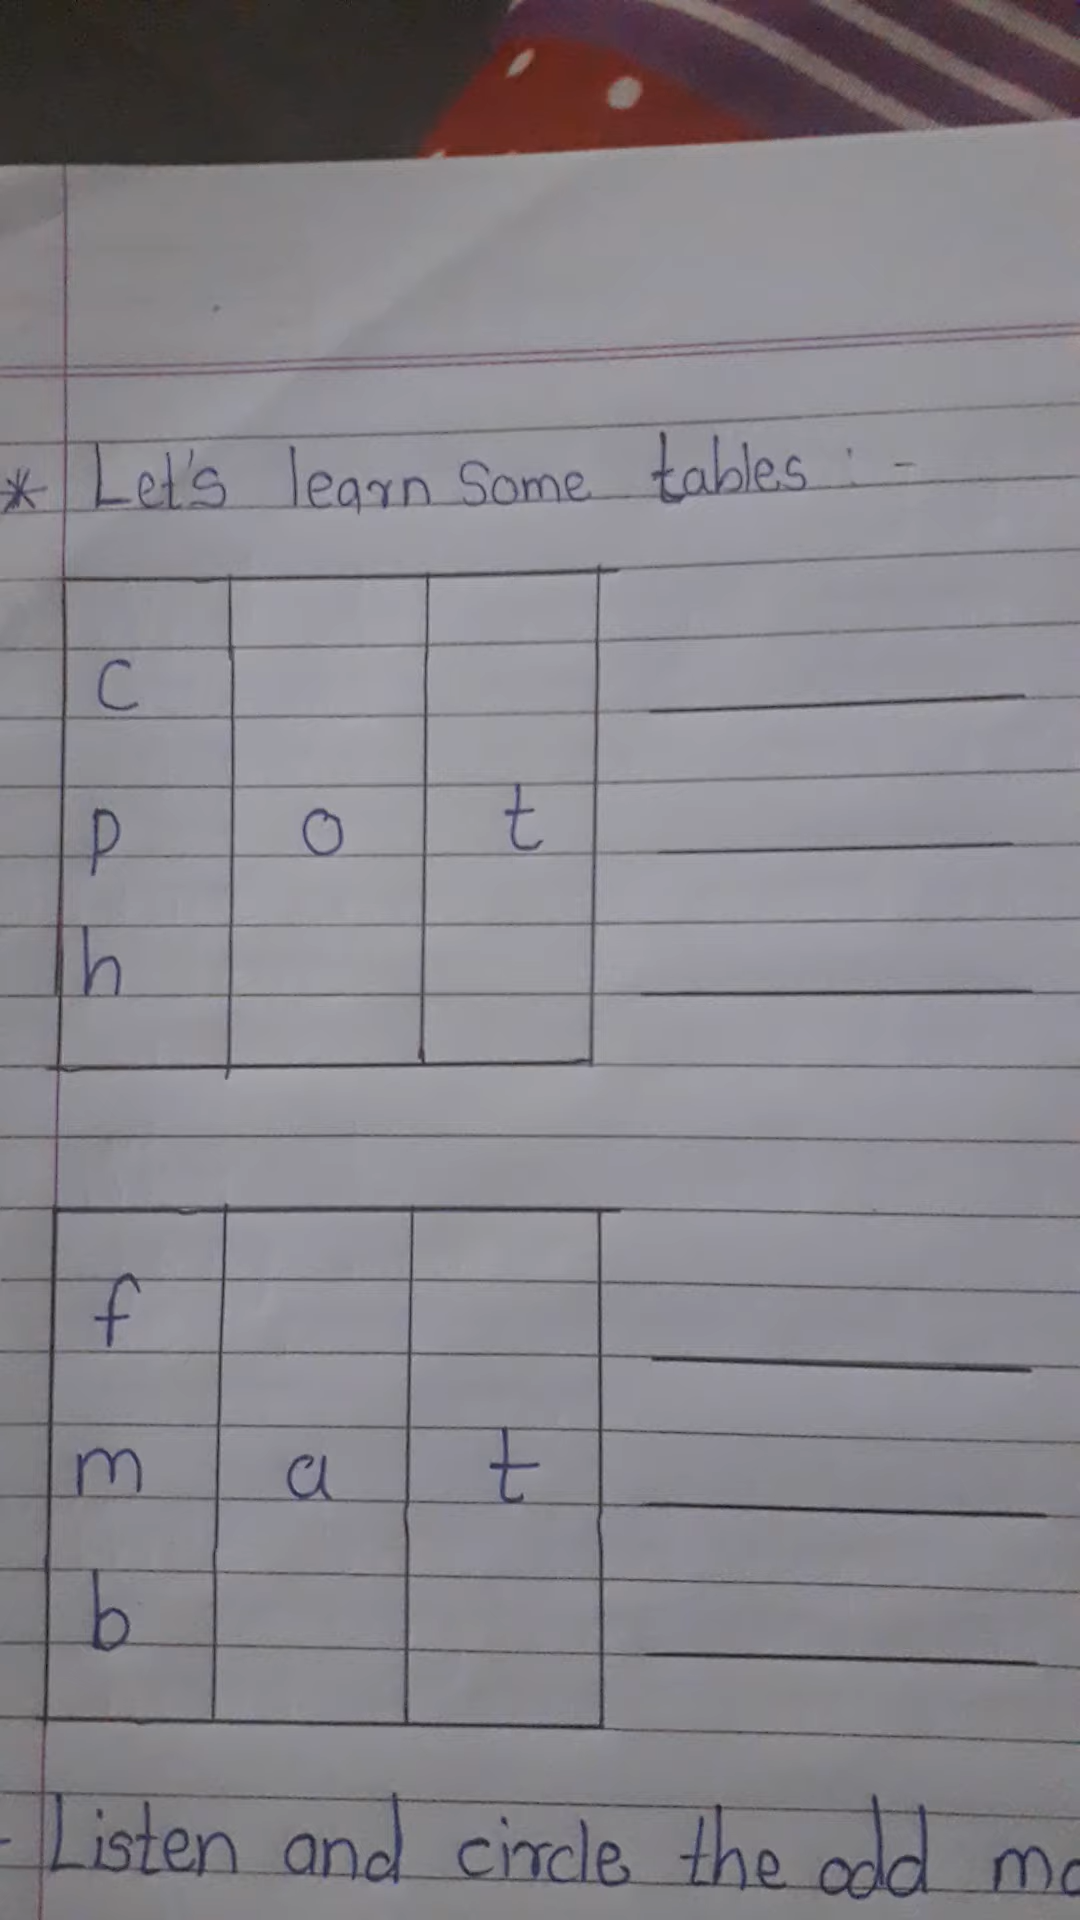 * Let's learn Some tables : -
c
p o t
h
f
m a t
b
- Listen and circle the odd